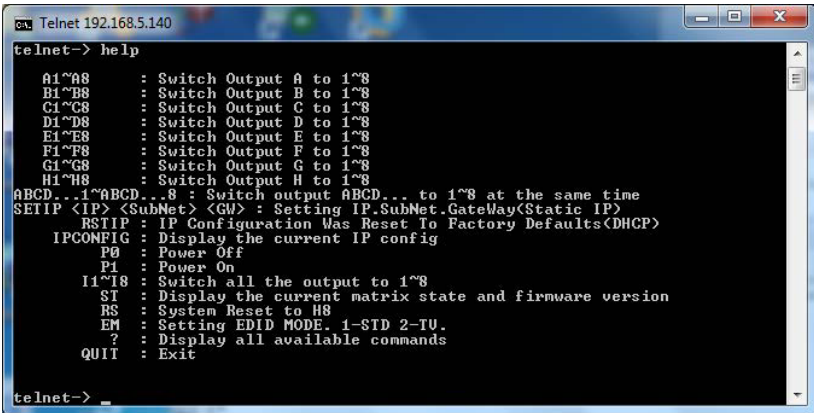 Telnet 192.168.5.140
telnet-> help
A1~A8 : Switch Output A to 1~8
B1~B8 : Switch Output B to 1~8
C1~C8 : Switch Output C to 1~8
D1~D8 : Switch Output D to 1~8
E1~E8 : Switch Output E to 1~8
F1~F8 : Switch Output F to 1~8
G1~G8 : Switch Output G to 1~8
H1~H8 : Switch Output H to 1~8
ABCD...1~ABCD...8 : Switch output ABCD... to 1~8 at the same time
SETIP <IP> <SubNet> <GW> : Setting IP.SubNet.GateWay(Static IP)
RSTIP : IP Configuration Was Reset To Factory Defaults(DHCP)
IPCONFIG : Display the current IP config
P0 : Power Off
P1 : Power On
I1~I8 : Switch all the output to 1~8
ST : Display the current matrix state and firmware version
RS : System Reset to H8
EM : Setting EDID MODE. 1-STD 2-TV.
? : Display all available commands
QUIT : Exit
telnet-> _